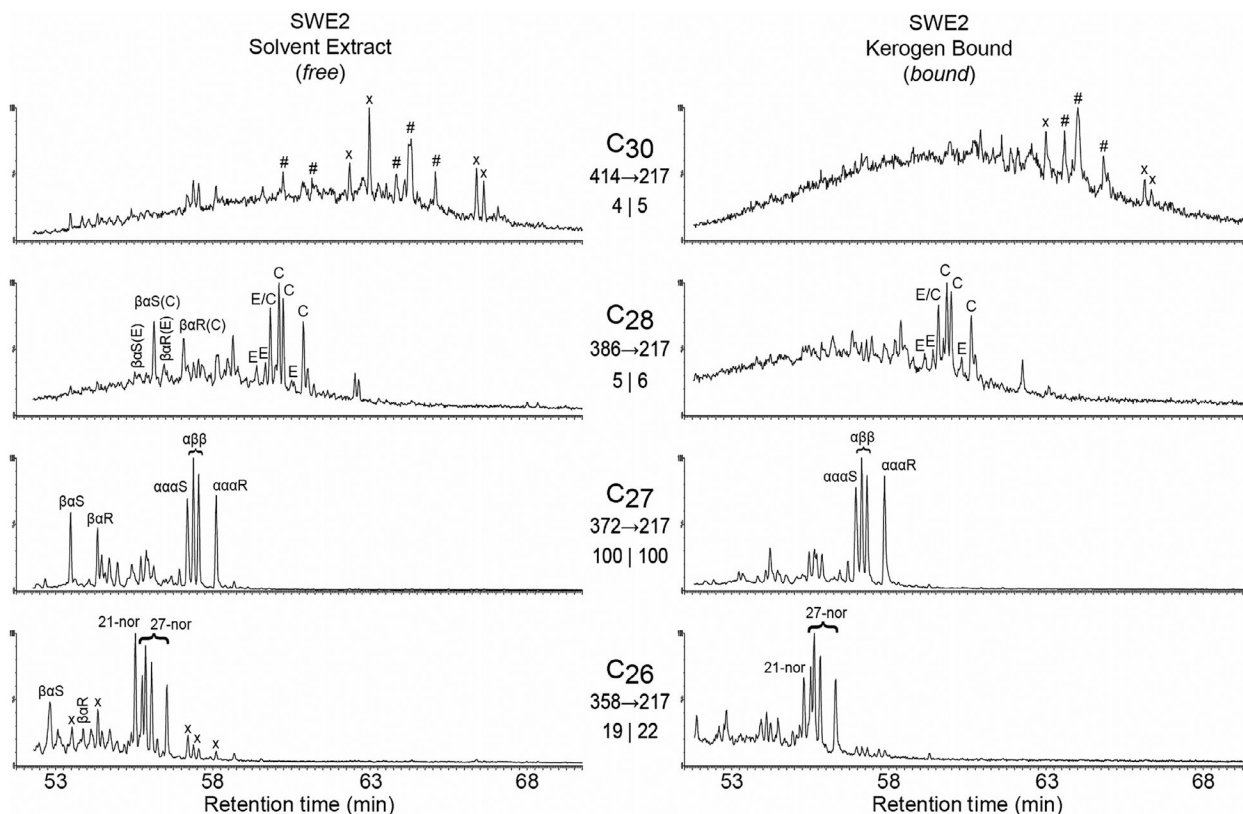 SWE2
Solvent Extract
(free)
SWE2
Kerogen Bound
(bound)
# # x x # # # x x
C30
414→217
4 | 5
x # # # x x
βαS(E) βαS(C) βαR(E) βαR(C) E E E/C C C E C
C28
386→217
5 | 6
E E E/C C C E C
βαS βαR αααS αββ αααR
C27
372→217
100 | 100
αααS αββ αααR
βαS x βαR x 21-nor 27-nor x x x
C26
358→217
19 | 22
21-nor 27-nor
53 58 63 68
Retention time (min)
53 58 63 68
Retention time (min)